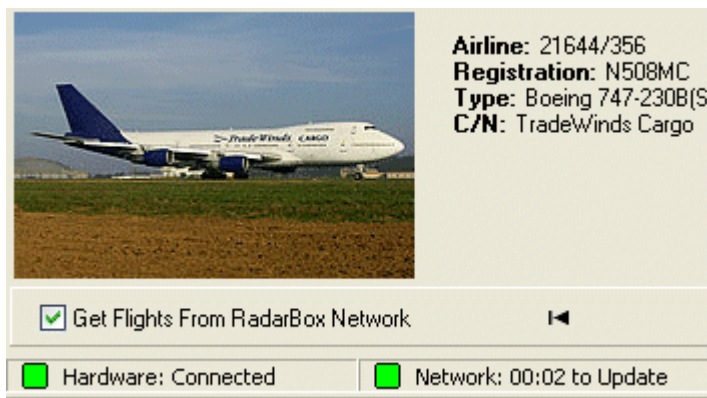 TradeWinds CARGO
Airline: 21644/356
Registration: N508MC
Type: Boeing 747-230B(S
C/N: TradeWinds Cargo
Get Flights From RadarBox Network
Hardware: Connected
Network: 00:02 to Update